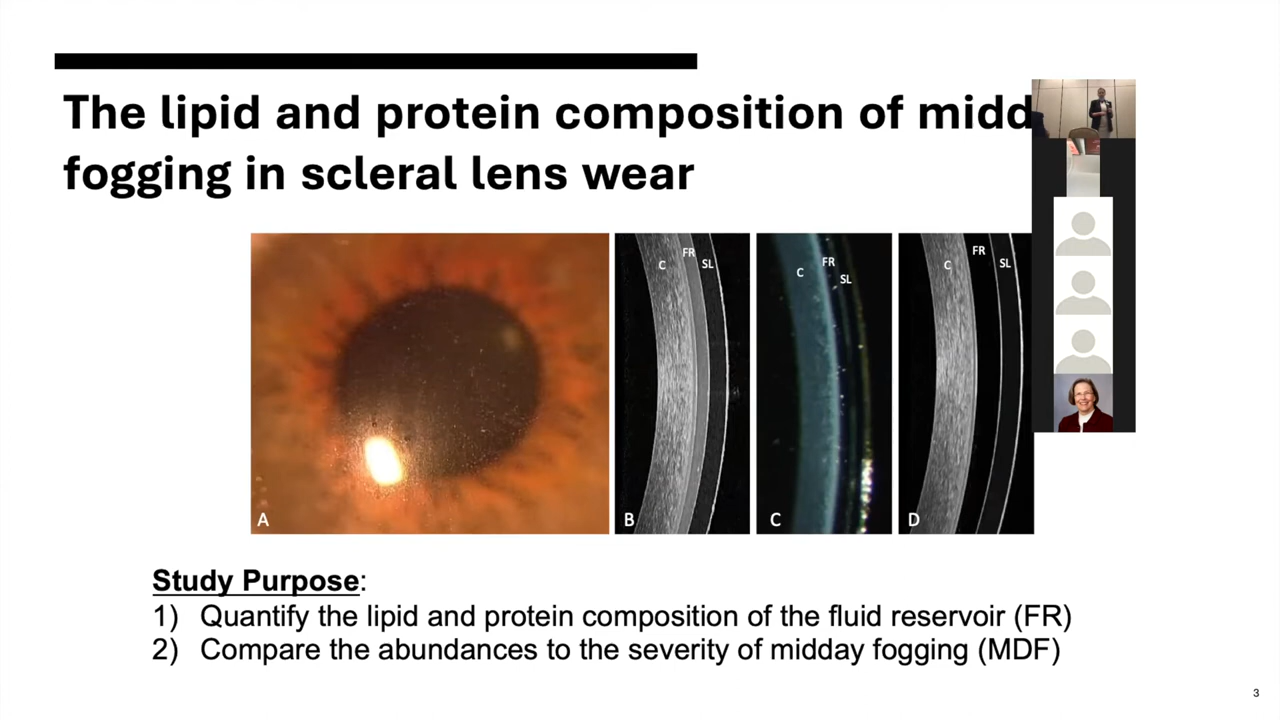 The lipid and protein composition of midd
fogging in scleral lens wear
C FR SL
C FR SL
C FR SL
A B C D
Study Purpose:
1) Quantify the lipid and protein composition of the fluid reservoir (FR)
2) Compare the abundances to the severity of midday fogging (MDF)
3